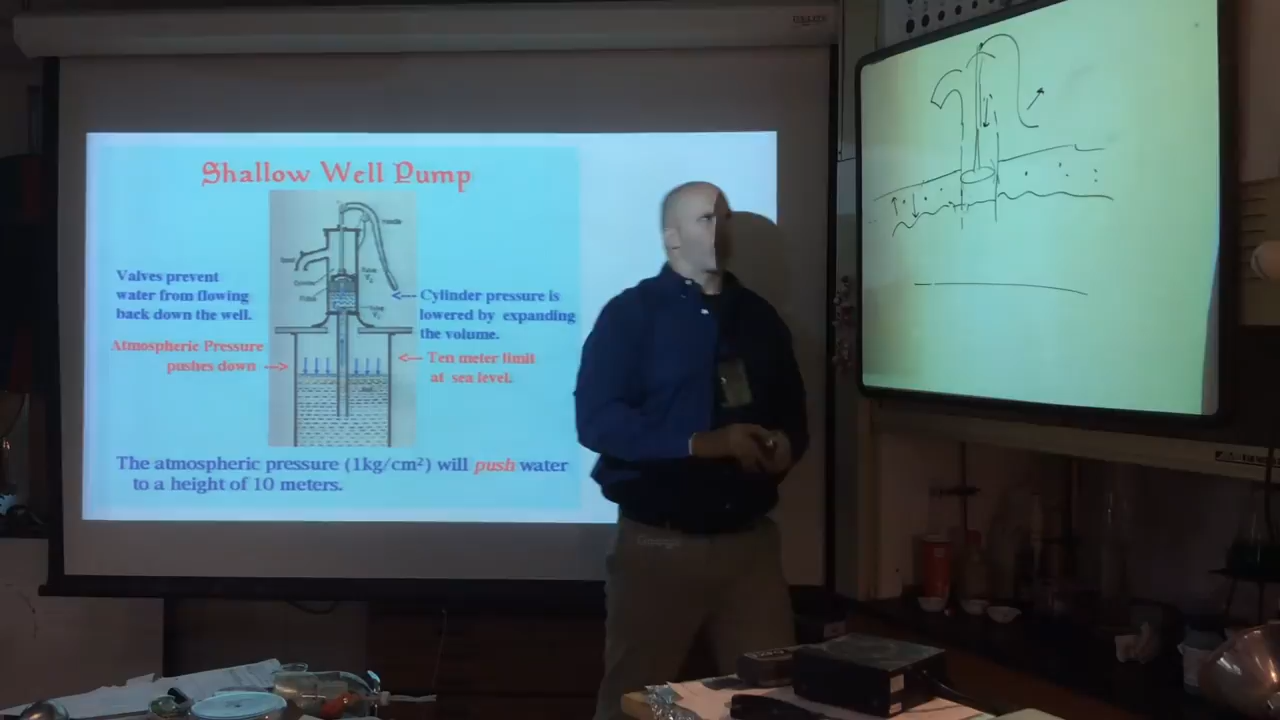 Shallow Well Pump
Valves prevent
water from flowing
back down the well.
Atmospheric Pressure
pushes down
Cylinder pressure is
lowered by expanding
the volume.
Ten meter limit
at sea level.
The atmospheric pressure (1kg/cm²) will push water
to a height of 10 meters.